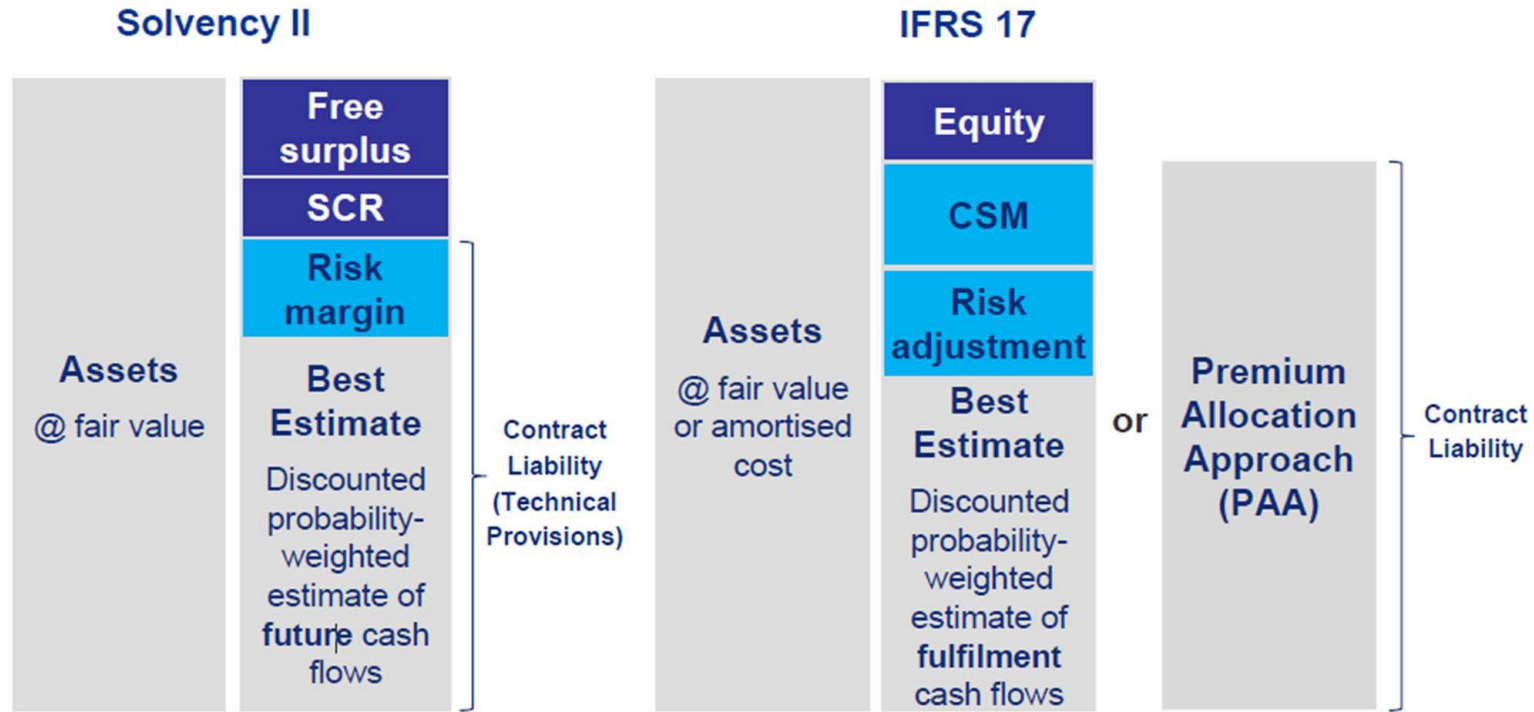 Solvency II
Assets
@ fair value
Free
surplus
SCR
Risk
margin
Best
Estimate
Discounted
probability-
weighted
estimate of
future cash
flows
Contract
Liability
(Technical
Provisions)
IFRS 17
Assets
@ fair value
or amortised
cost
Equity
CSM
Risk
adjustment
Best
Estimate
Discounted
probability-
weighted
estimate of
fulfilment
cash flows
or
Premium
Allocation
Approach
(PAA)
Contract
Liability